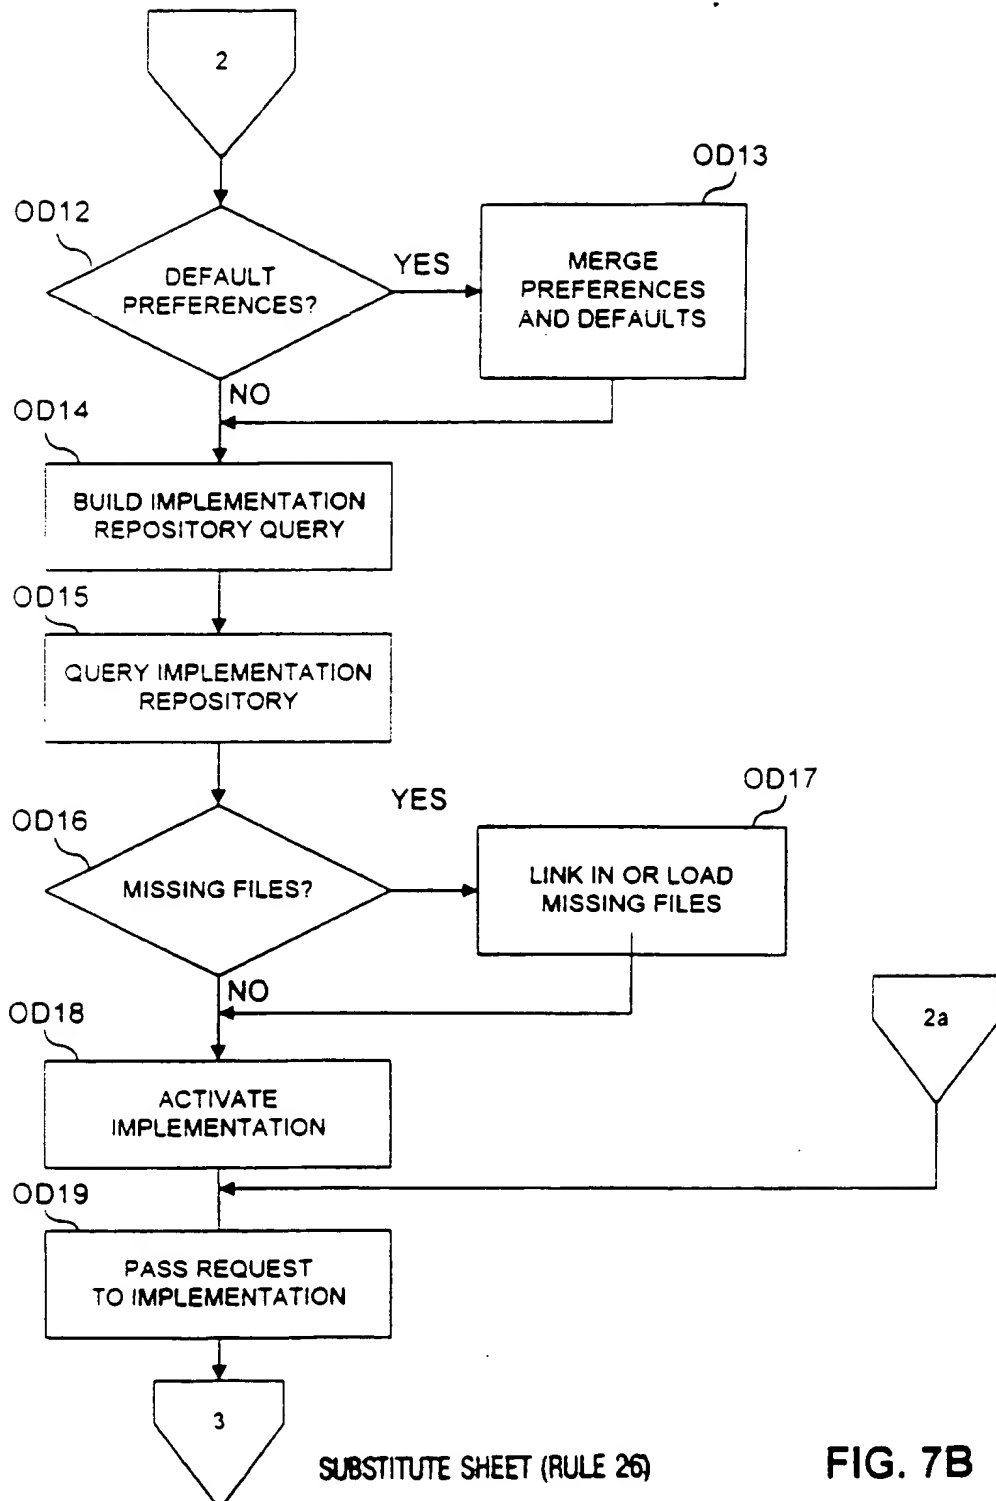 2
OD13
OD12
YES
DEFAULT
PREFERENCES?
MERGE
PREFERENCES
AND DEFAULTS
NO
OD14
BUILD IMPLEMENTATION
REPOSITORY QUERY
OD15
QUERY IMPLEMENTATION
REPOSITORY
OD17
YES
OD16
MISSING FILES?
LINK IN OR LOAD
MISSING FILES
NO
OD18
2a
ACTIVATE
IMPLEMENTATION
OD19
PASS REQUEST
TO IMPLEMENTATION
3
SUBSTITUTE SHEET (RULE 26)
FIG. 7B